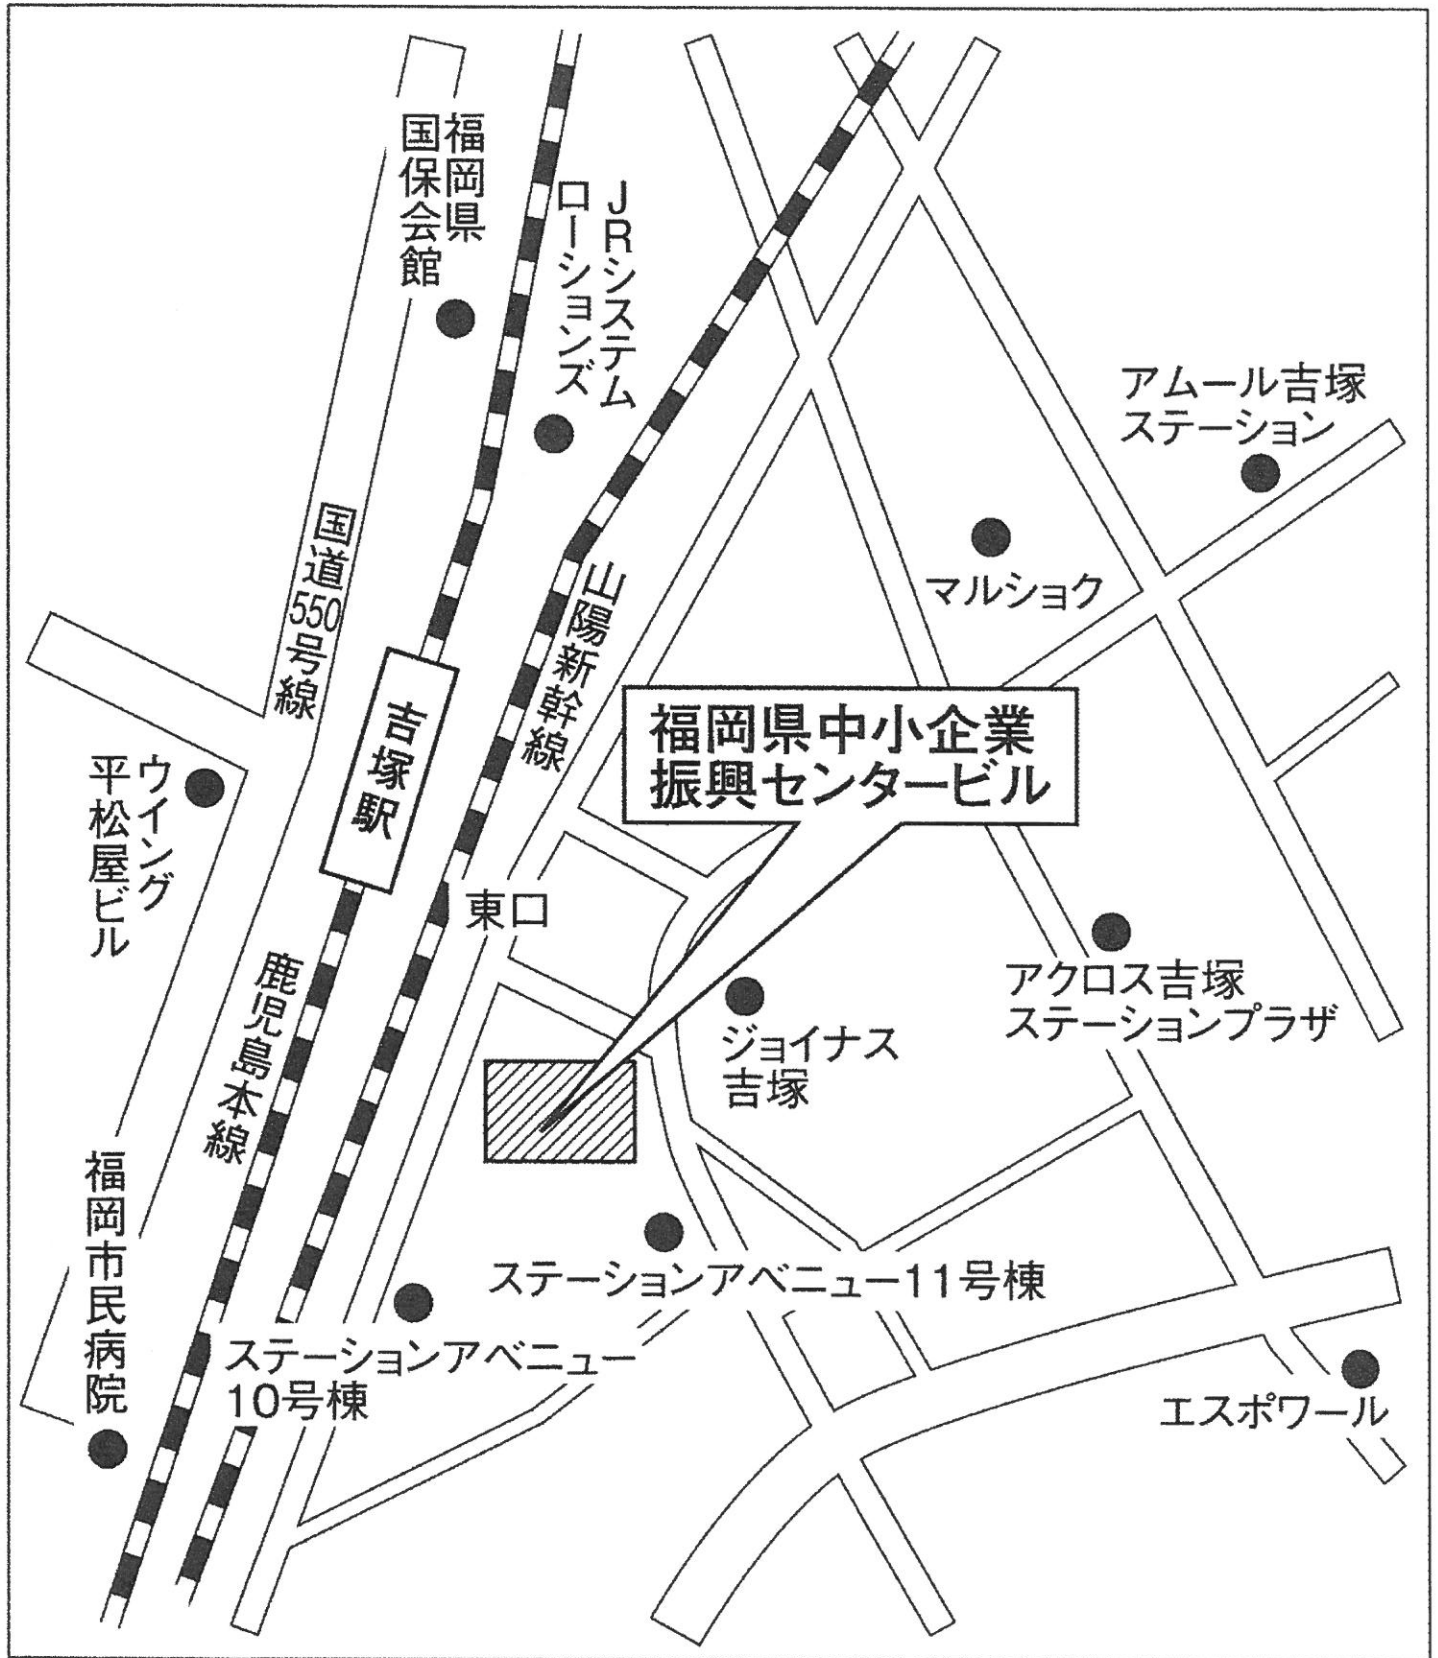 福岡県
国保会館
JRシステム
ローションズ
アムール吉塚
ステーション
マルショク
国道550号線
山陽新幹線
吉塚駅
福岡県中小企業
振興センタービル
ウイング
平松屋ビル
東口
鹿児島本線
アクロス吉塚
ステーションプラザ
ジョイナス
吉塚
福岡市民病院
ステーションアベニュー11号棟
ステーションアベニュー
10号棟
エスポワール